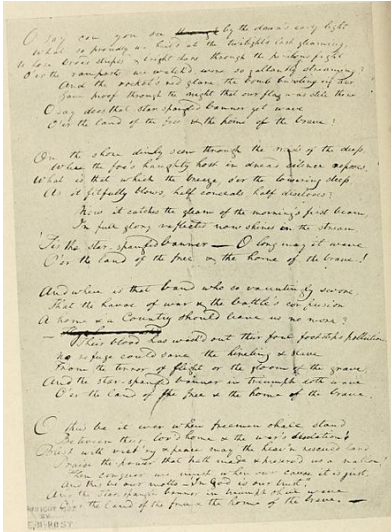 O say can you see ~~through~~ by the dawn's early light
What so proudly we hail'd at the twilight's last gleaming,
Whose broad stripes & bright stars through the perilous fight
O'er the ramparts we watch'd, were so gallantly streaming?
And the rocket's red glare, the bomb bursting in air,
Gave proof through the night that our flag was still there
O say does that star-spangled banner yet wave
O'er the land of the free & the home of the brave?
On the shore dimly seen through the mists of the deep,
Where the foe's haughty host in dread silence reposes,
What is that which the breeze, o'er the towering steep,
As it fitfully blows, half conceals half discloses?
Now it catches the gleam of the morning's first beam,
In full glory reflected now shines in the stream
'Tis the star-spangled banner — O long may it wave
O'er the land of the free & the home of the brave!
And where is that band who so vauntingly swore,
That the havoc of war & the battle's confusion
A home & a Country should leave us no more?
—
Their blood has wash'd out their foul footsteps pollution
No refuge could save the hireling & slave
From the terror of flight or the gloom of the grave,
And the star-spangled banner in triumph doth wave
O'er the land of the free & the home of the brave.
O thus be it ever when freemen shall stand
Between their lov'd home & the war's desolation!
Blest with vict'ry & peace may the heav'n rescued land
Praise the power that hath made & preserv'd us a nation!
Then conquer we must, when our cause it is just,
And this be our motto — In God is our trust,
And the star-spangled banner in triumph shall wave
O'er the land of the free & the home of the brave. —